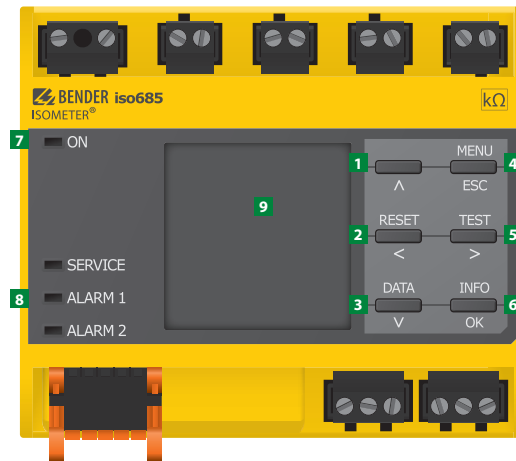 BENDER iso685
ISOMETER®
kΩ
7 ON
MENU
1 4
Λ ESC
9
RESET TEST
2 5
< >
SERVICE
DATA INFO
8 ALARM 1
3 6
V OK
ALARM 2